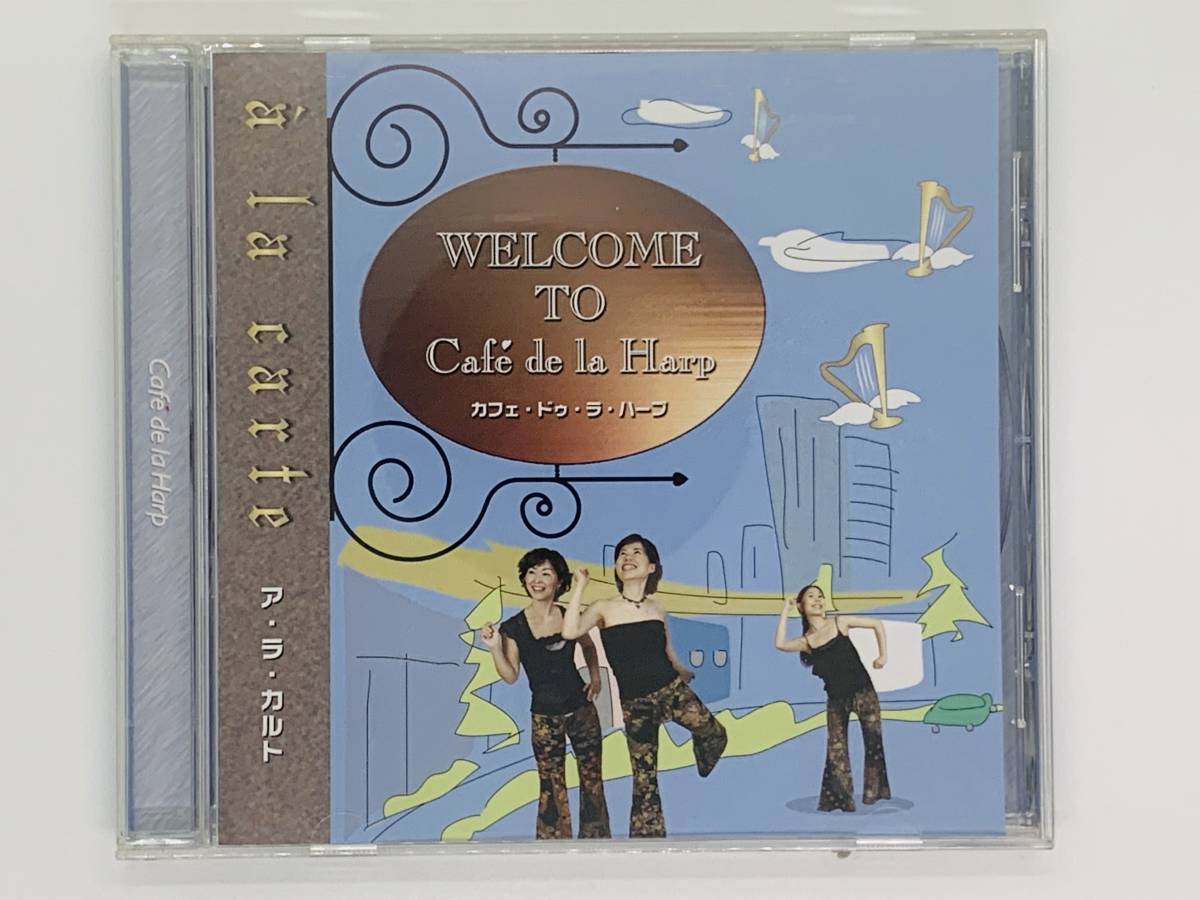 Café de la Harp
à la carte
ア・ラ・カルト
WELCOME
TO
Café de la Harp
カフェ・ドゥ・ラ・ハープ